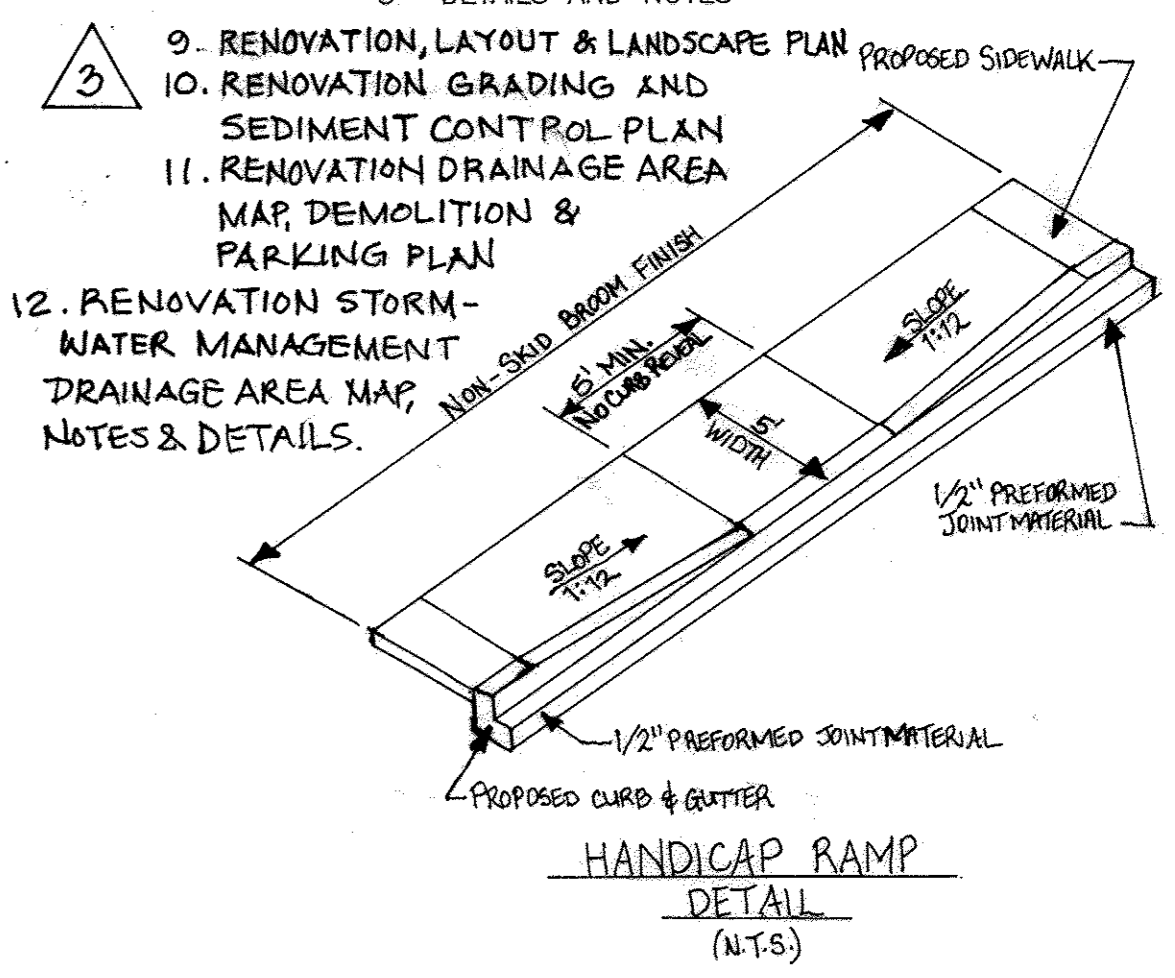 DETAILS AND NOTES
9. RENOVATION, LAYOUT & LANDSCAPE PLAN
3
10. RENOVATION GRADING AND
SEDIMENT CONTROL PLAN
11. RENOVATION DRAINAGE AREA
MAP, DEMOLITION &
PARKING PLAN
12. RENOVATION STORM-
WATER MANAGEMENT
DRAINAGE AREA MAP,
NOTES & DETAILS.
PROPOSED SIDEWALK
NON-SKID BROOM FINISH
5' MIN.
NO CURB REVEAL
SLOPE
1:12
5'
WIDTH
1/2" PREFORMED
JOINT MATERIAL
SLOPE
1:12
1/2" PREFORMED JOINT MATERIAL
PROPOSED CURB & GUTTER
HANDICAP RAMP
DETAIL
(N.T.S.)